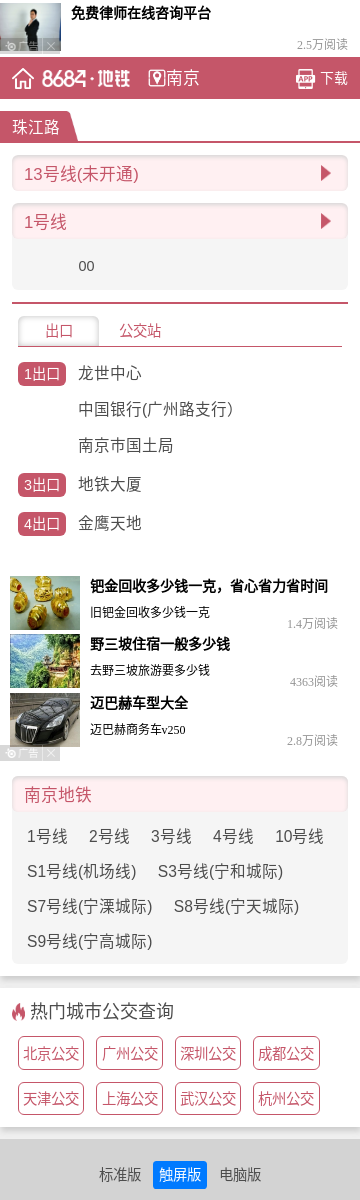 免费律师在线咨询平台
2.5万阅读
广告
8684·地铁 南京 APP 下载
珠江路
13号线(未开通)
1号线
00
出口 公交站
1出口 龙世中心
中国银行(广州路支行)
南京市国土局
3出口 地铁大厦
4出口 金鹰天地
钯金回收多少钱一克，省心省力省时间
旧钯金回收多少钱一克
1.4万阅读
野三坡住宿一般多少钱
去野三坡旅游要多少钱
4363阅读
迈巴赫车型大全
迈巴赫商务车v250
2.8万阅读
广告
南京地铁
1号线 2号线 3号线 4号线 10号线
S1号线(机场线) S3号线(宁和城际)
S7号线(宁溧城际) S8号线(宁天城际)
S9号线(宁高城际)
热门城市公交查询
北京公交 广州公交 深圳公交 成都公交
天津公交 上海公交 武汉公交 杭州公交
标准版 触屏版 电脑版